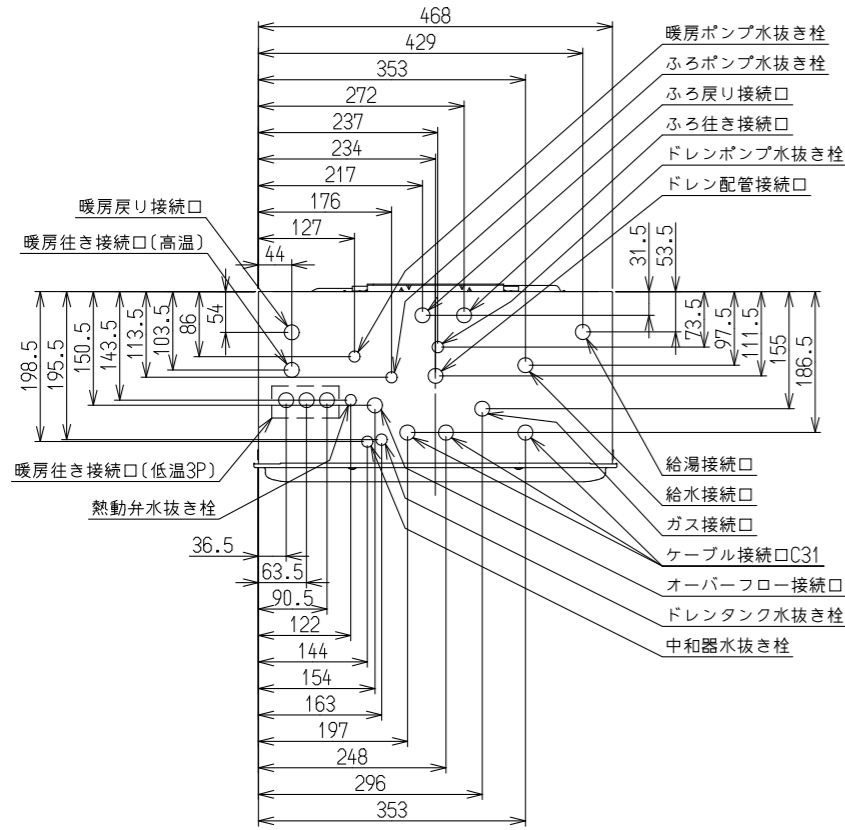 468
429
353
272
237
234
217
176
127
44
暖房ポンプ水抜き栓
ふろポンプ水抜き栓
ふろ戻り接続口
ふろ往き接続口
ドレンポンプ水抜き栓
ドレン配管接続口
暖房戻り接続口
暖房往き接続口(高温)
31.5
53.5
73.5
97.5
111.5
155
186.5
198.5
195.5
150.5
143.5
113.5
103.5
86
54
暖房往き接続口(低温3P)
熱動弁水抜き栓
給湯接続口
給水接続口
ガス接続口
ケーブル接続口C31
オーバーフロー接続口
ドレンタンク水抜き栓
中和器水抜き栓
36.5
63.5
90.5
122
144
154
163
197
248
296
353